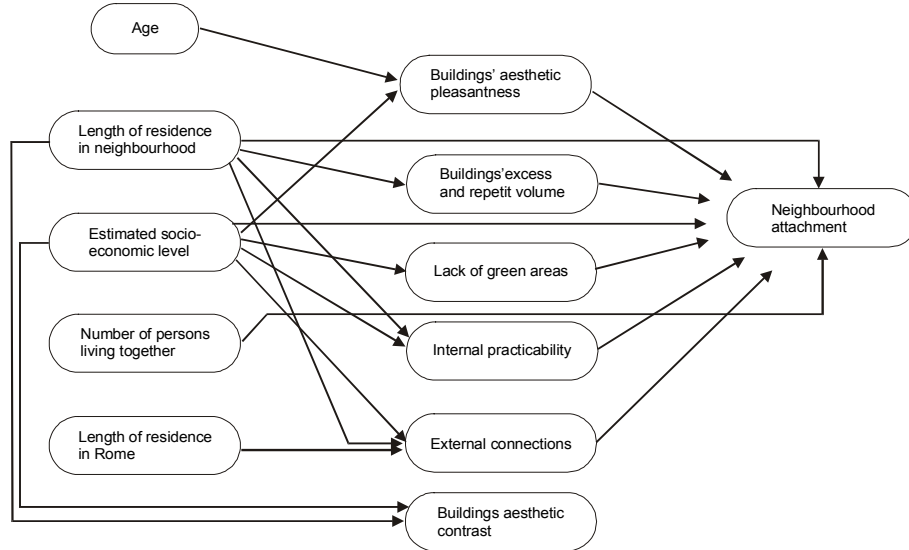 Age
Buildings' aesthetic
pleasantness
Length of residence
in neighbourhood
Buildings'excess
and repetit volume
Neighbourhood
attachment
Estimated socio-
economic level
Lack of green areas
Number of persons
living together
Internal practicability
Length of residence
in Rome
External connections
Buildings aesthetic
contrast